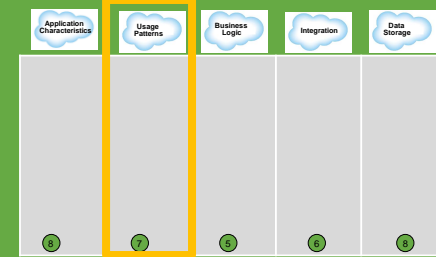 Application
Characteristics
Usage
Patterns
Business
Logic
Integration
Data
Storage
8
7
5
6
8